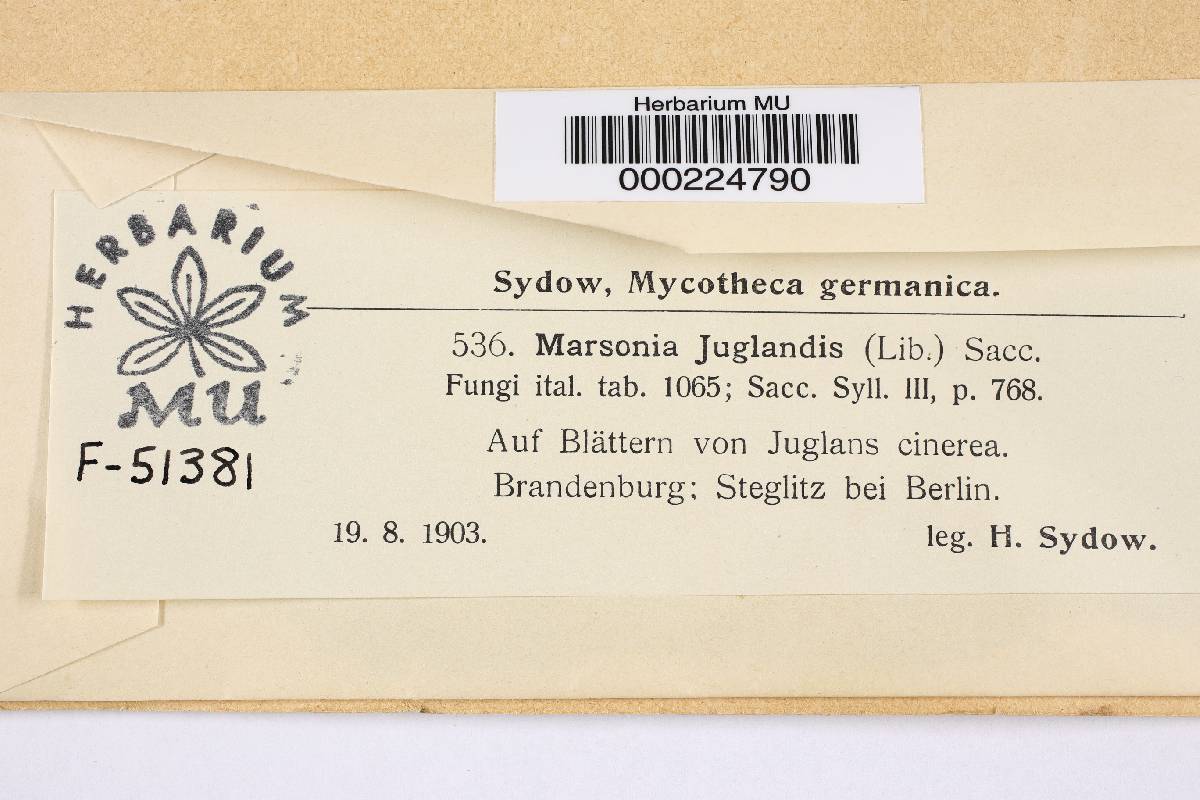 Herbarium MU
000224790
HERBARIUM
MU
F-51381
Sydow, Mycotheca germanica.
536. Marsonia Juglandis (Lib.) Sacc.
Fungi ital. tab. 1065; Sacc. Syll. III, p. 768.
Auf Blättern von Juglans cinerea.
Brandenburg; Steglitz bei Berlin.
19. 8. 1903. leg. H. Sydow.